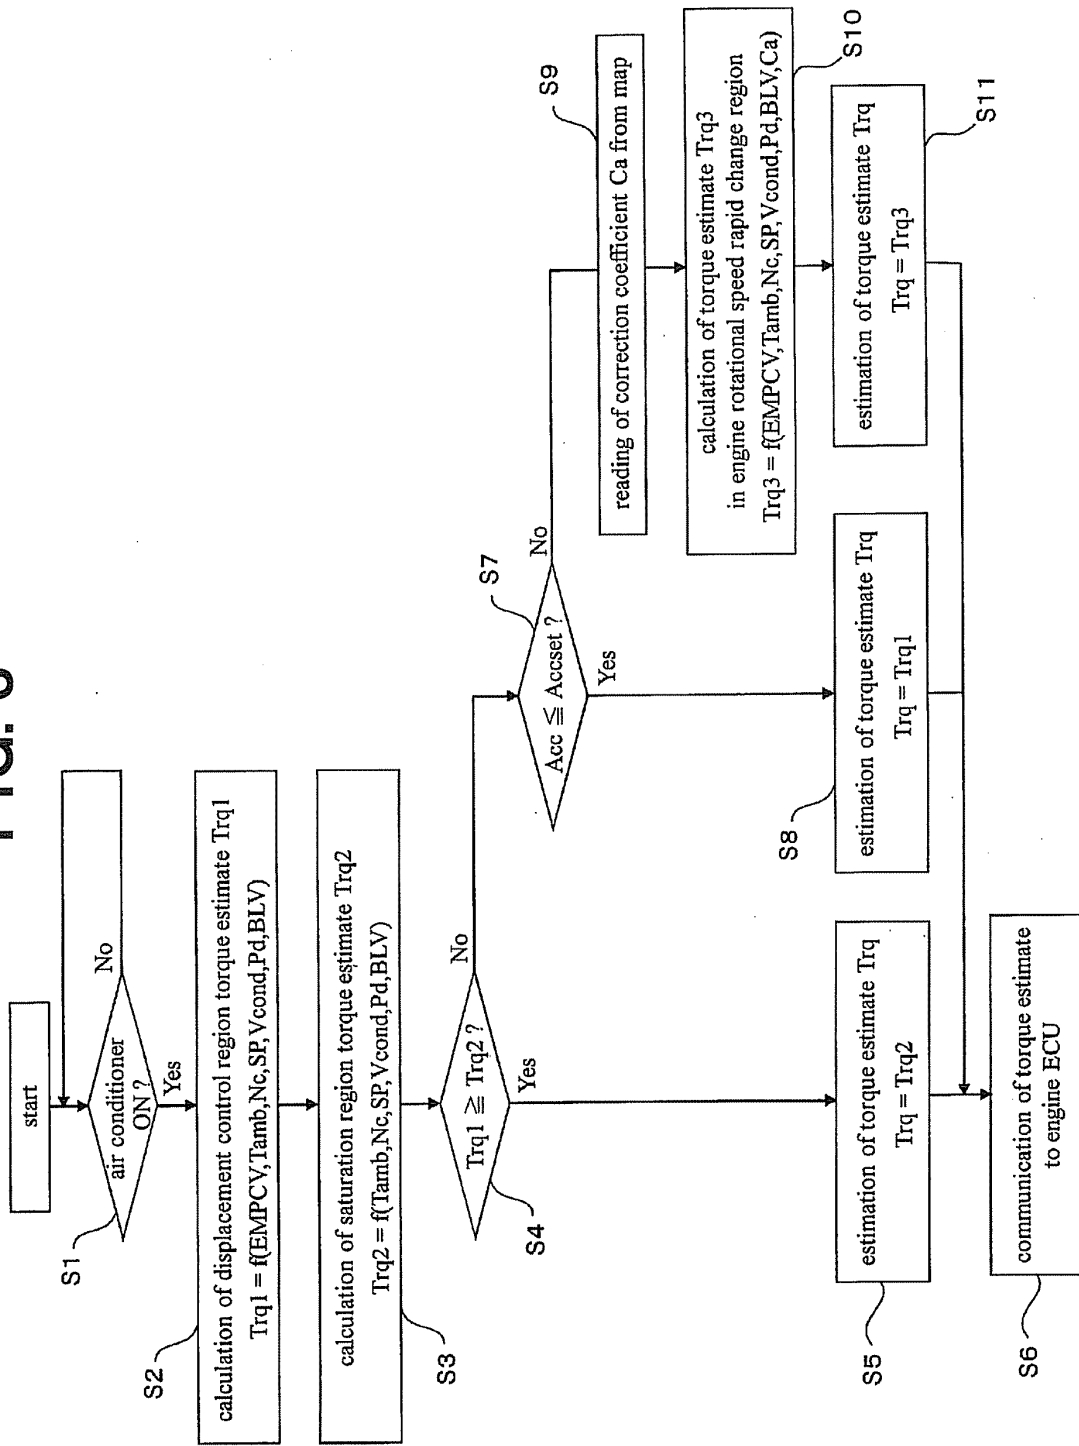 start
air conditioner
ON ?
No
Yes
S1
calculation of displacement control region torque estimate Trq1
Trq1 = f(EMPCV,Tamb,Nc,SP,Vcond,Pd,BLV)
S2
calculation of saturation region torque estimate Trq2
Trq2 = f(Tamb,Nc,SP,Vcond,Pd,BLV)
S3
Trq1 ≧ Trq2 ?
No
Yes
S4
Acc ≦ Accset ?
No
Yes
S7
reading of correction coefficient Ca from map
S9
calculation of torque estimate Trq3
in engine rotational speed rapid change region
Trq3 = f(EMPCV,Tamb,Nc,SP,Vcond,Pd,BLV,Ca)
S10
estimation of torque estimate Trq
Trq = Trq2
S5
estimation of torque estimate Trq
Trq = Trq1
S8
estimation of torque estimate Trq
Trq = Trq3
S11
communication of torque estimate
to engine ECU
S6